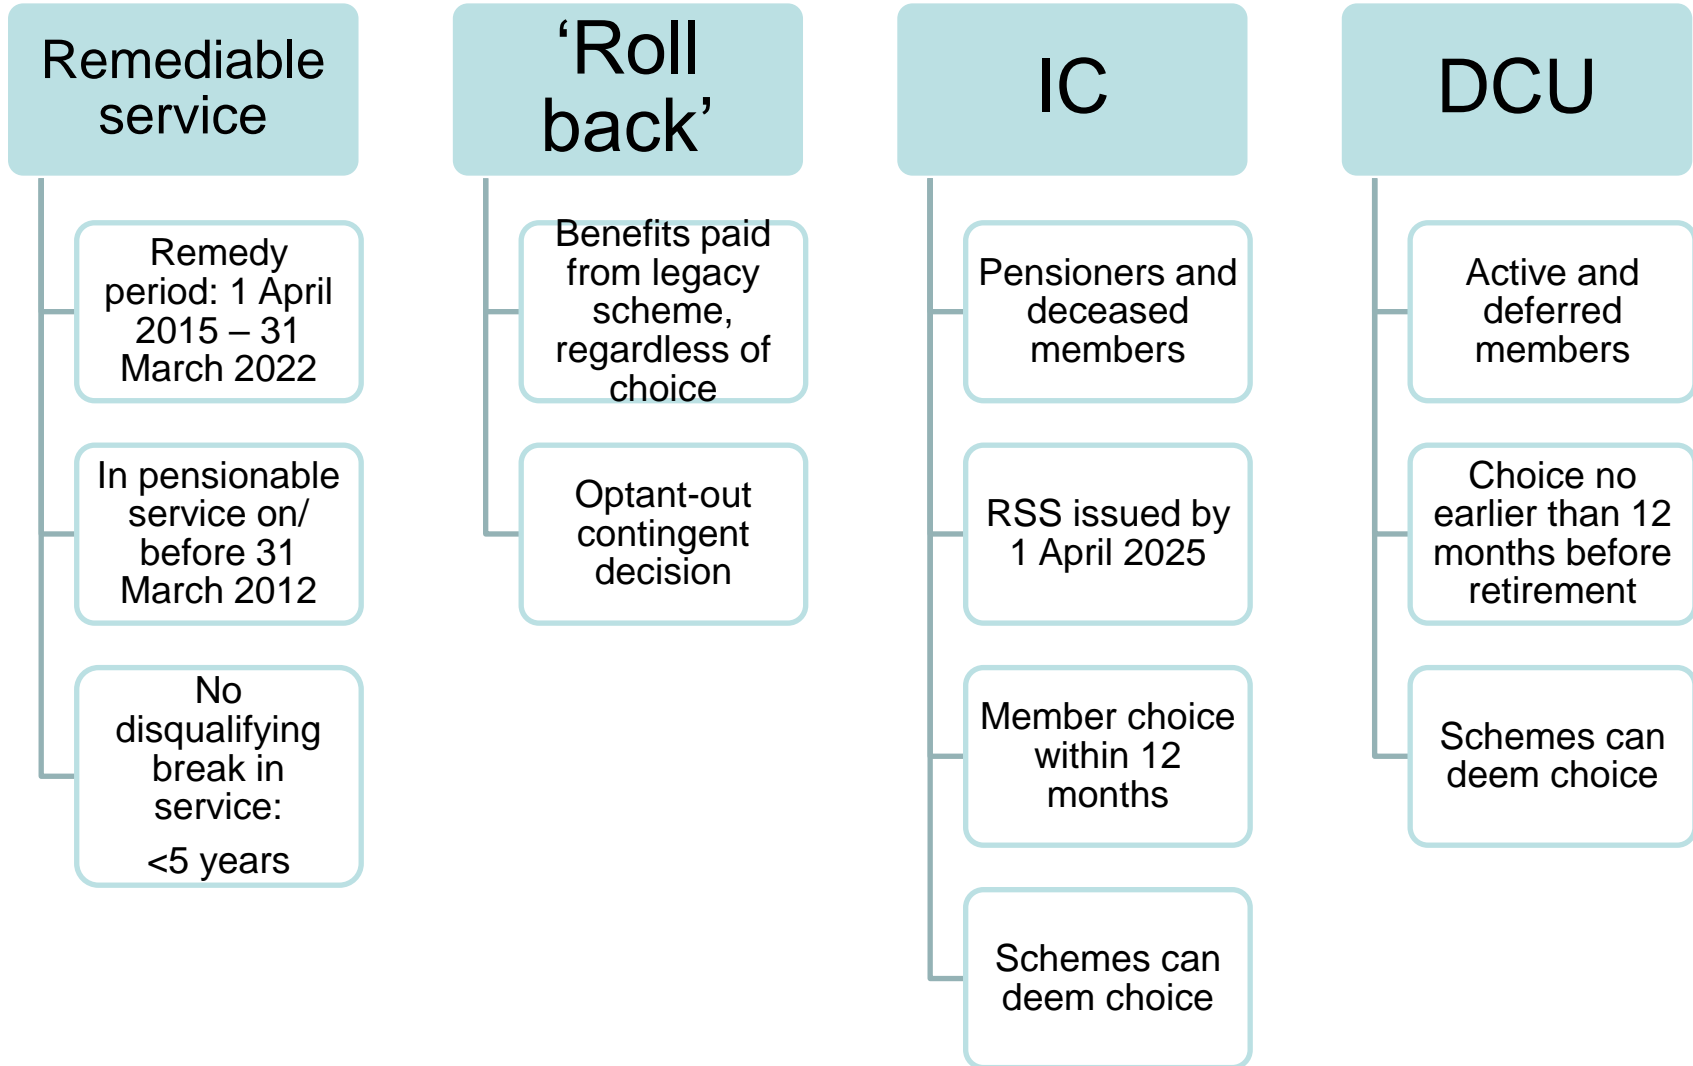 Remediable
service
Remedy
period: 1 April
2015 – 31
March 2022
In pensionable
service on/
before 31
March 2012
No
disqualifying
break in
service:
<5 years
‘Roll
back’
Benefits paid
from legacy
scheme,
regardless of
choice
Optant-out
contingent
decision
IC
Pensioners and
deceased
members
RSS issued by
1 April 2025
Member choice
within 12
months
Schemes can
deem choice
DCU
Active and
deferred
members
Choice no
earlier than 12
months before
retirement
Schemes can
deem choice